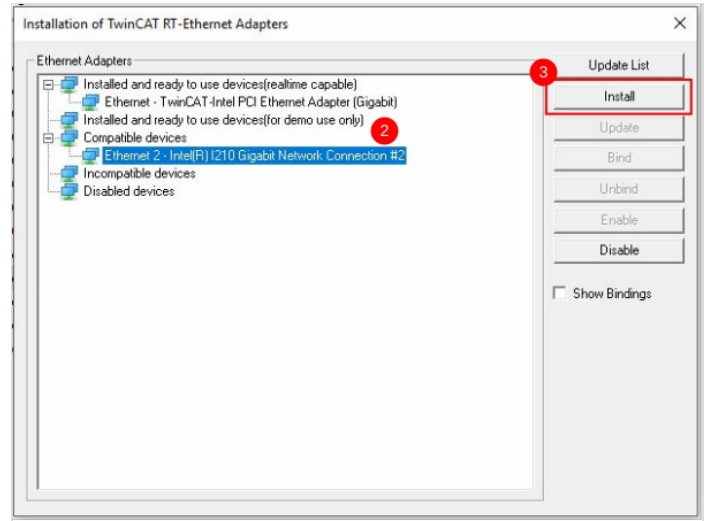 Installation of TwinCAT RT-Ethernet Adapters
Ethernet Adapters
Installed and ready to use devices(realtime capable)
Ethernet - TwinCAT-Intel PCI Ethernet Adapter (Gigabit)
Installed and ready to use devices(for demo use only)
2
Compatible devices
Ethernet 2 - Intel(R) I210 Gigabit Network Connection #2
Incompatible devices
Disabled devices
Update List
3
Install
Update
Bind
Unbind
Enable
Disable
Show Bindings